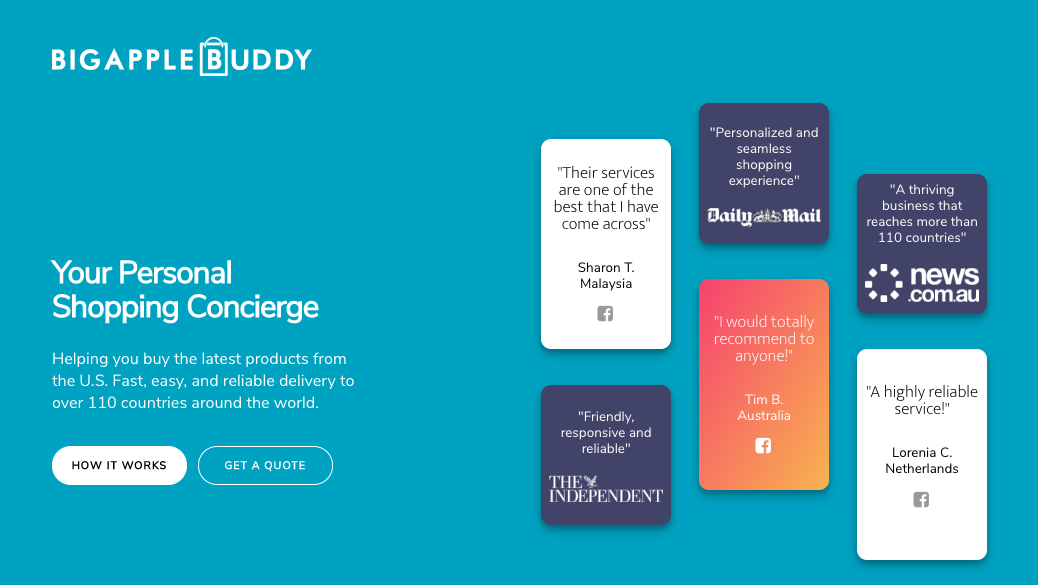 BIGAPPLEBUDDY
Your Personal
Shopping Concierge
Helping you buy the latest products from
the U.S. Fast, easy, and reliable delivery to
over 110 countries around the world.
HOW IT WORKS
GET A QUOTE
"Their services
are one of the
best that I have
come across"
Sharon T.
Malaysia
"Friendly,
responsive and
reliable"
THE
INDEPENDENT
"Personalized and
seamless
shopping
experience"
Daily Mail
"I would totally
recommend to
anyone!"
Tim B.
Australia
"A thriving
business that
reaches more than
110 countries"
news
.com.au
"A highly reliable
service!"
Lorenia C.
Netherlands